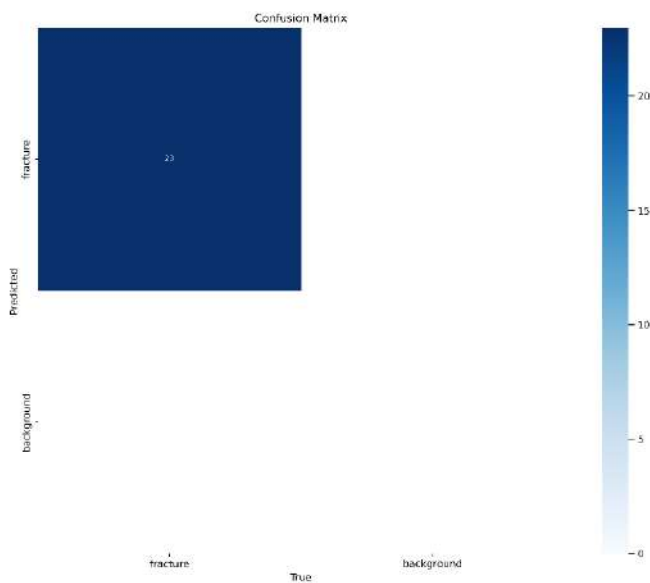 Confusion Matrix
fracture
23
20
15
10
5
0
Predicted
background
fracture
background
True